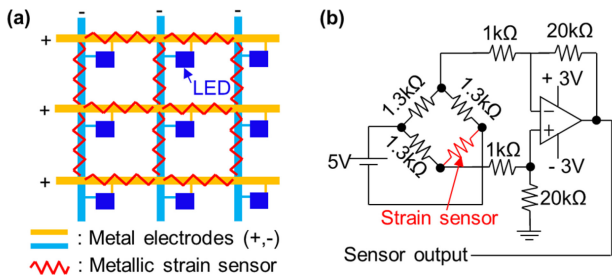 (a)
- - -
+
LED
+
+
: Metal electrodes (+,-)
: Metallic strain sensor
(b)
1kΩ 20kΩ
+ 3V
1.3kΩ 1.3kΩ
-
+
1.3kΩ
1kΩ
- 3V
5V
20kΩ
Strain sensor
Sensor output